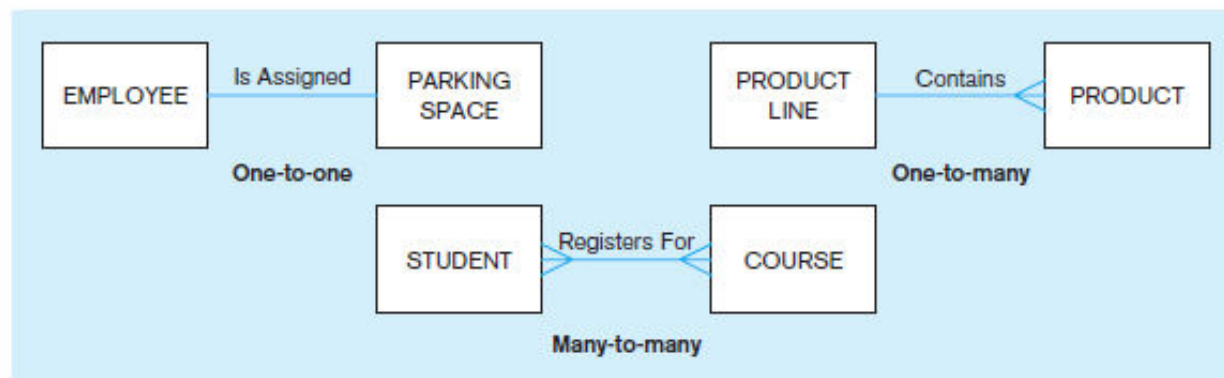 EMPLOYEE
Is Assigned
PARKING
SPACE
One-to-one
PRODUCT
LINE
Contains
PRODUCT
One-to-many
STUDENT
Registers For
COURSE
Many-to-many